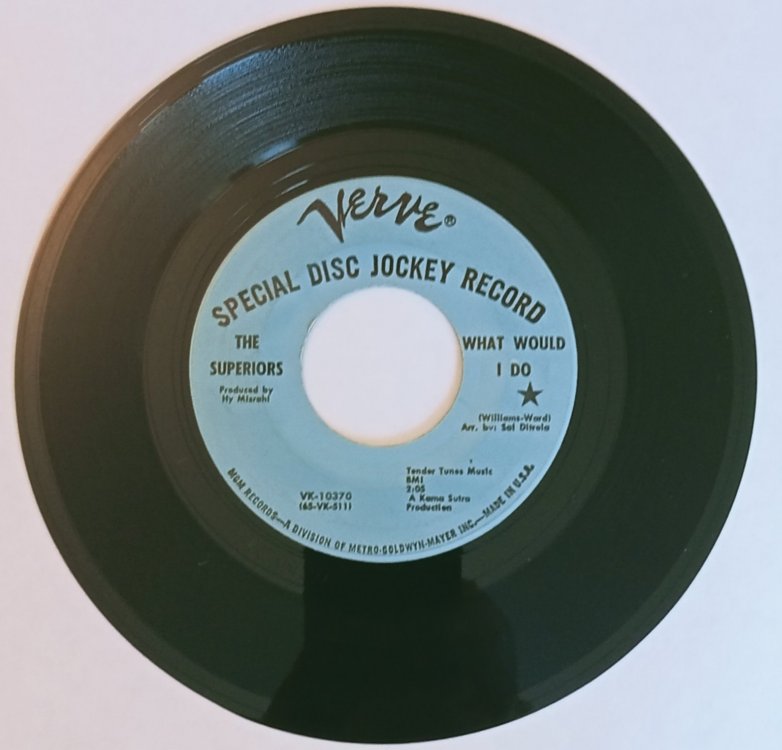 VERVE®
SPECIAL DISC JOCKEY RECORD
THE
SUPERIORS
Produced by
Hy Mizrahi
WHAT WOULD
I DO
(Williams-Ward)
Arr. by: Sal Ditrola
VK-10370
(65-VK-511)
Tender Tunes Music
BMI
2:05
A Kama Sutra
Production
MGM RECORDS—A DIVISION OF METRO-GOLDWYN-MAYER INC.—MADE IN U.S.A.